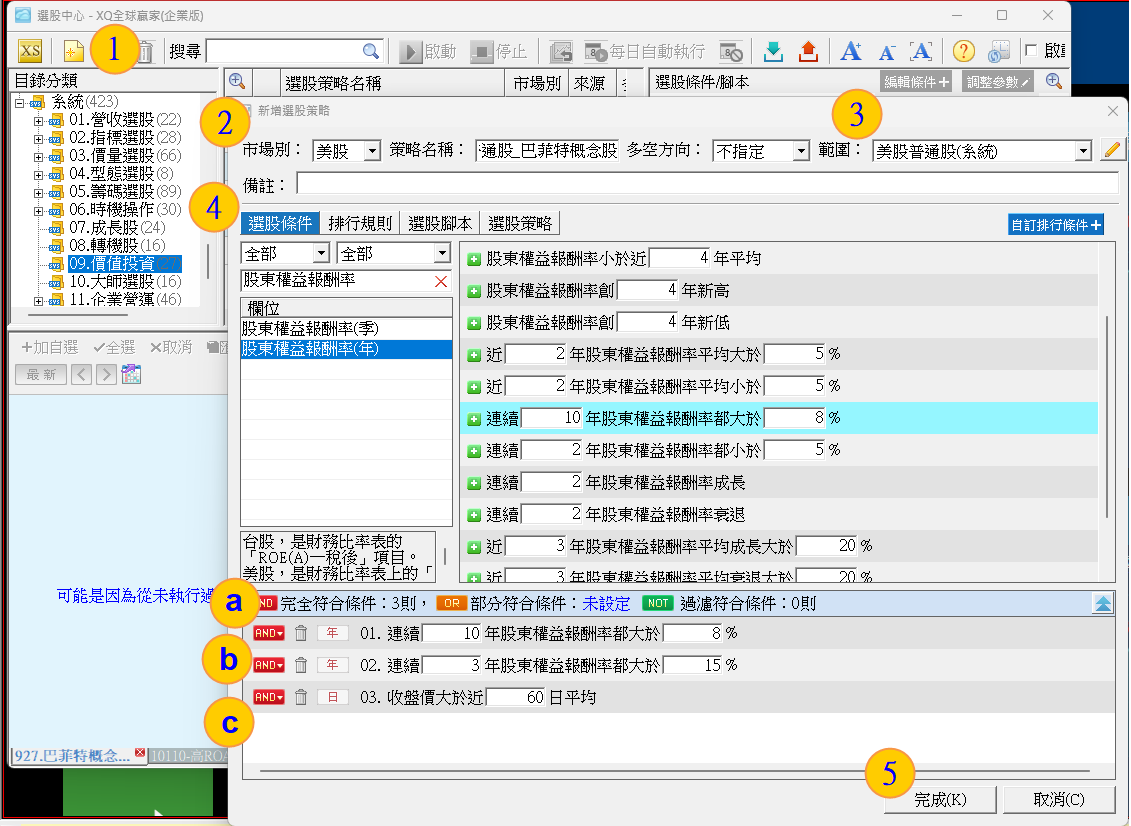 選股中心 - XQ全球贏家(企業版)
XS 1 搜尋 啟動 停止 每日自動執行 A+ A- [A] ? 啟動
目錄分類 選股策略名稱 市場別 來源 選股條件/腳本 編輯條件+ 調整參數
系統(423)
01.營收選股(22)
02.指標選股(28)
03.價量選股(66)
04.型態選股(8)
05.籌碼選股(89)
06.時機操作(30)
07.成長股(24)
08.轉機股(16)
09.價值投資
10.大師選股(16)
11.企業營運(46)
+加自選 ✓全選 ×取消
最新 < >
可能是因為從未執行過
927.巴菲特概念...
10110-高ROA
2 新增選股策略 3
市場別： 美股 策略名稱： 通股_巴菲特概念股 多空方向： 不指定 範圍： 美股普通股(系統)
備註：
4
選股條件 排行規則 選股腳本 選股策略 自訂排行條件+
全部 全部
股東權益報酬率
欄位
股東權益報酬率(季)
股東權益報酬率(年)
台股，是財務比率表的
「ROE(A)—稅後」項目。
美股，是財務比率表上的「
股東權益報酬率小於近 4 年平均
股東權益報酬率創 4 年新高
股東權益報酬率創 4 年新低
近 2 年股東權益報酬率平均大於 5 %
近 2 年股東權益報酬率平均小於 5 %
連續 10 年股東權益報酬率都大於 8 %
連續 2 年股東權益報酬率都小於 5 %
連續 2 年股東權益報酬率成長
連續 2 年股東權益報酬率衰退
近 3 年股東權益報酬率平均成長大於 20 %
近 3 年股東權益報酬率平均衰退大於 20 %
a ND 完全符合條件：3則， OR 部分符合條件：未設定 NOT 過濾符合條件：0則
AND 年 01. 連續 10 年股東權益報酬率都大於 8 %
b AND 年 02. 連續 3 年股東權益報酬率都大於 15 %
AND 日 03. 收盤價大於近 60 日平均
c
5
完成(K) 取消(C)